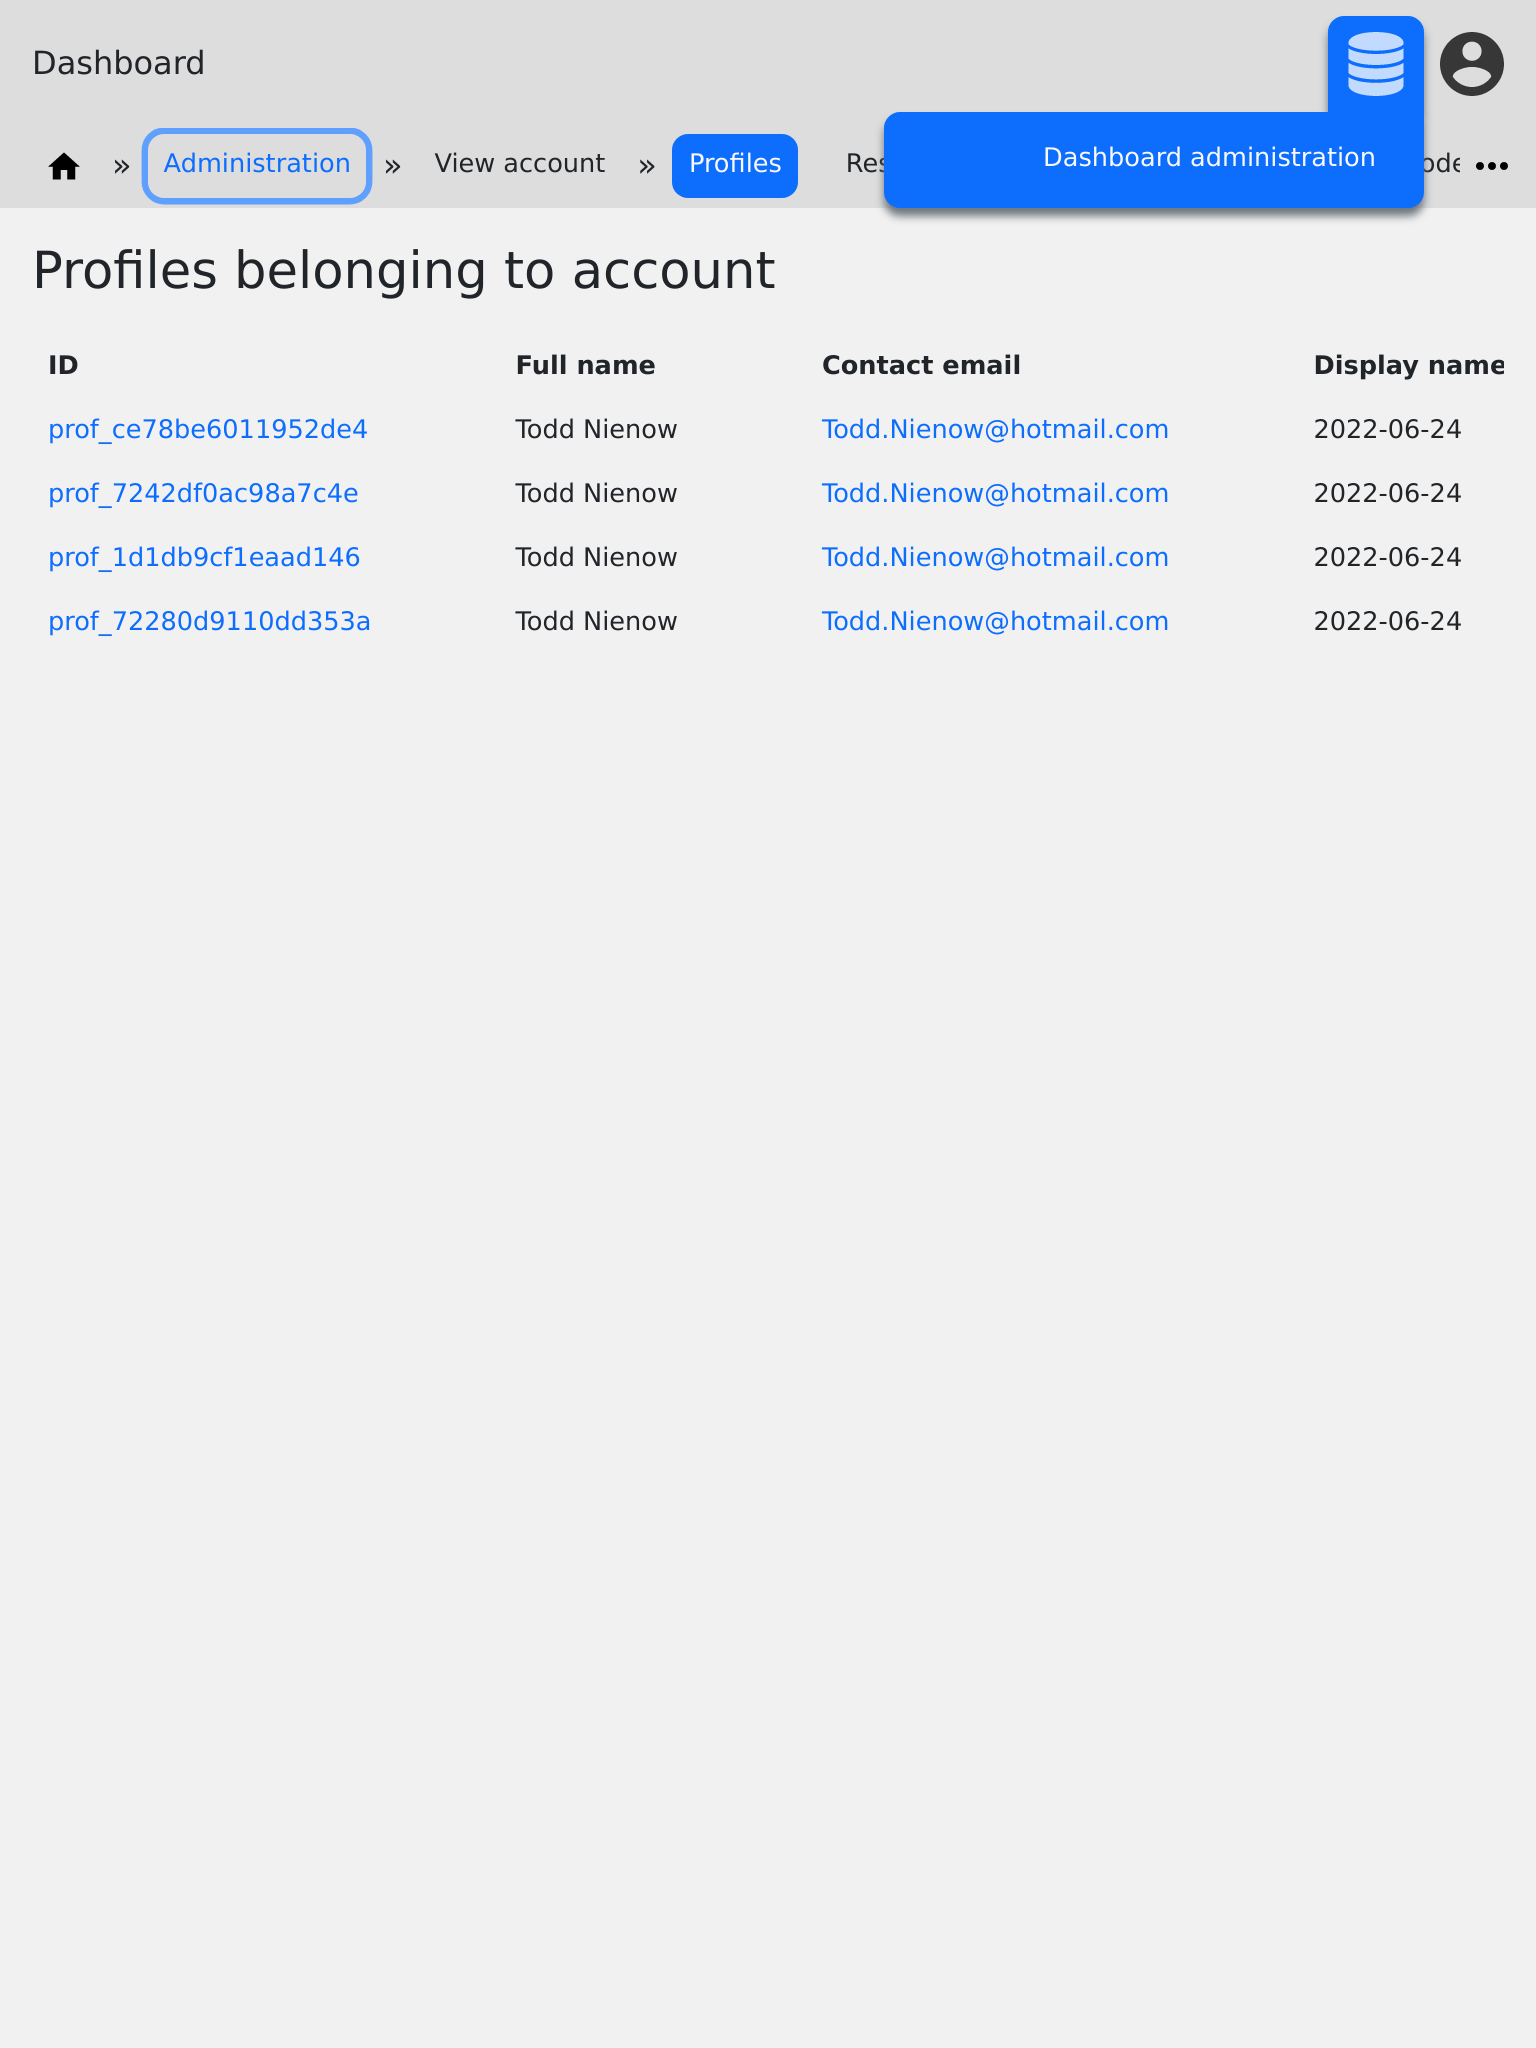 Dashboard
» Administration » View account » Profiles Dashboard administration •••
Profiles belonging to account
ID Full name Contact email Display name
prof_ce78be6011952de4 Todd Nienow Todd.Nienow@hotmail.com 2022-06-24
prof_7242df0ac98a7c4e Todd Nienow Todd.Nienow@hotmail.com 2022-06-24
prof_1d1db9cf1eaad146 Todd Nienow Todd.Nienow@hotmail.com 2022-06-24
prof_72280d9110dd353a Todd Nienow Todd.Nienow@hotmail.com 2022-06-24